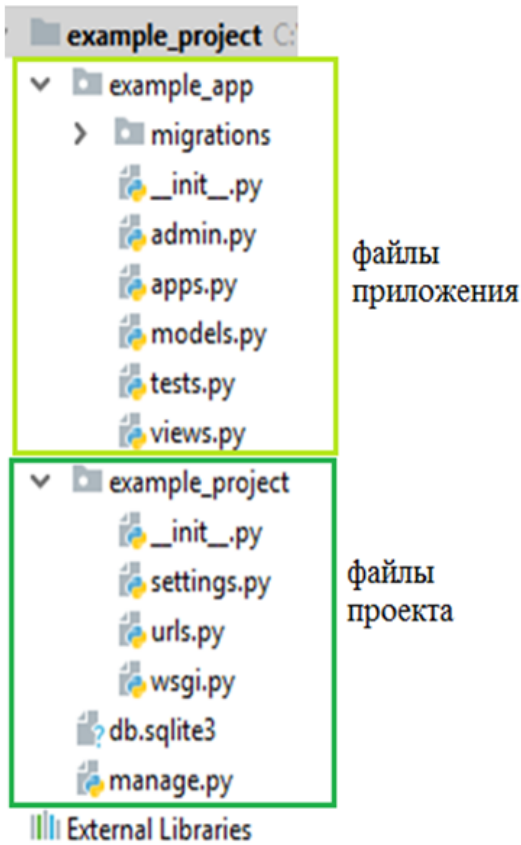 example_project C:\
example_app
migrations
__init__.py
admin.py
apps.py
models.py
tests.py
views.py
файлы
приложения
example_project
__init__.py
settings.py
urls.py
wsgi.py
db.sqlite3
manage.py
файлы
проекта
External Libraries